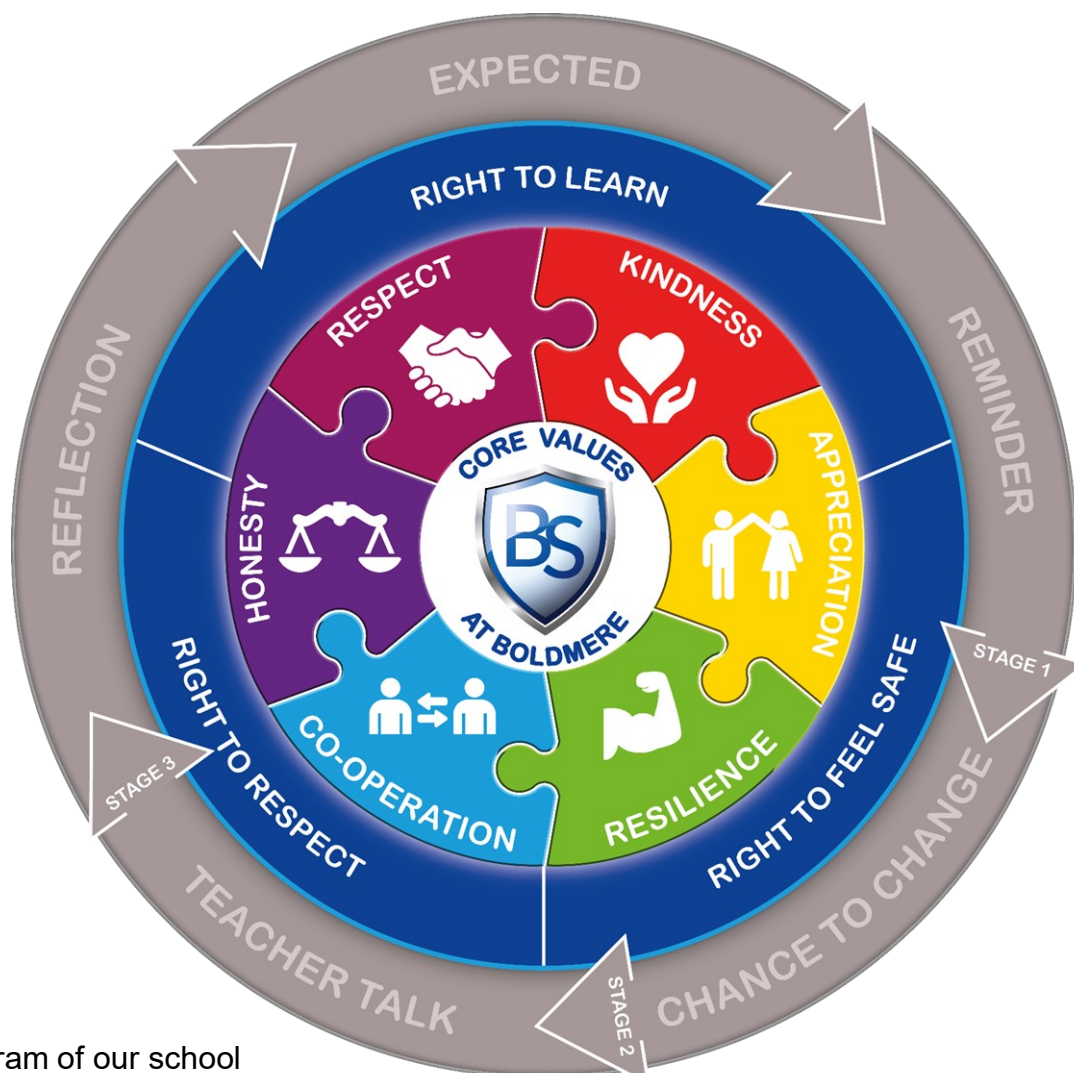 EXPECTED
REMINDER
STAGE 1
CHANCE TO CHANGE
STAGE 2
TEACHER TALK
STAGE 3
REFLECTION
RIGHT TO LEARN
RIGHT TO FEEL SAFE
RIGHT TO RESPECT
RESPECT
KINDNESS
APPRECIATION
RESILIENCE
CO-OPERATION
HONESTY
CORE VALUES
BS
AT BOLDMERE
ram of our school